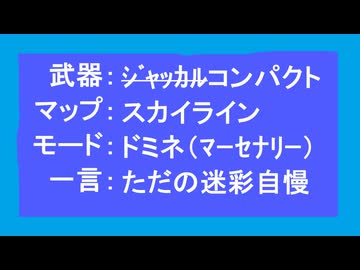 武器：ジャッカルコンパクト
マップ：スカイライン
モード：ドミネ（マーセナリー）
一言：ただの迷彩自慢